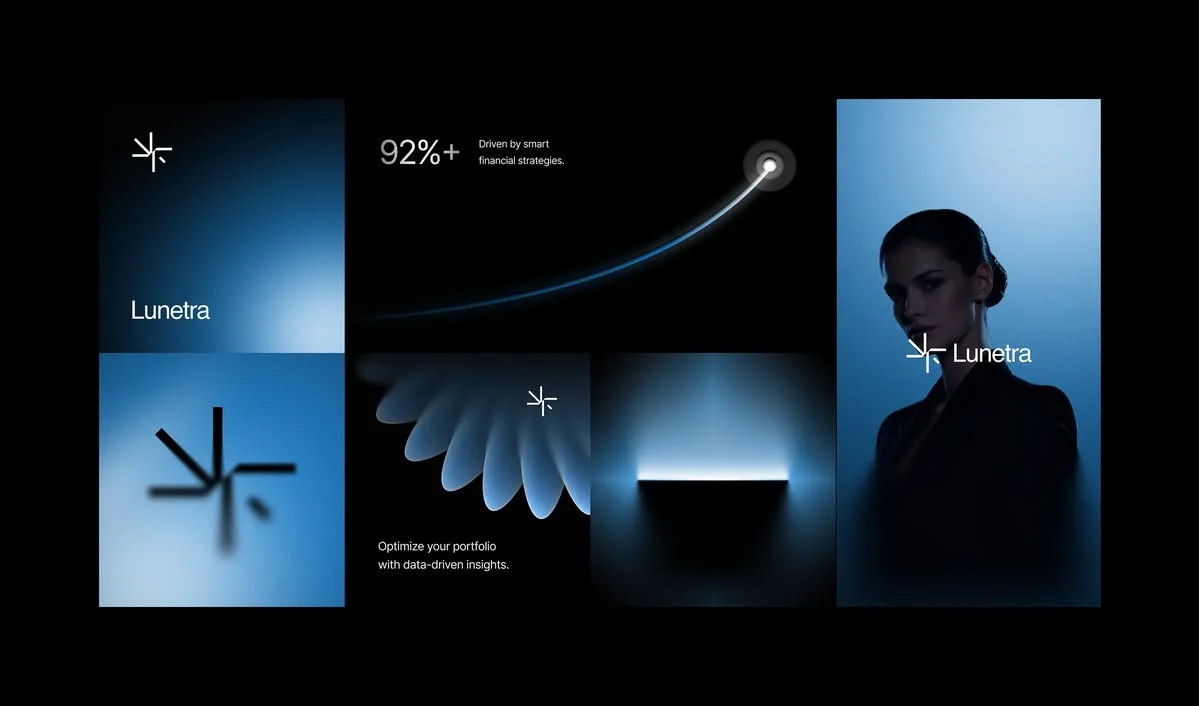 92%+
Driven by smart
financial strategies.
Lunetra
Lunetra
Optimize your portfolio
with data-driven insights.